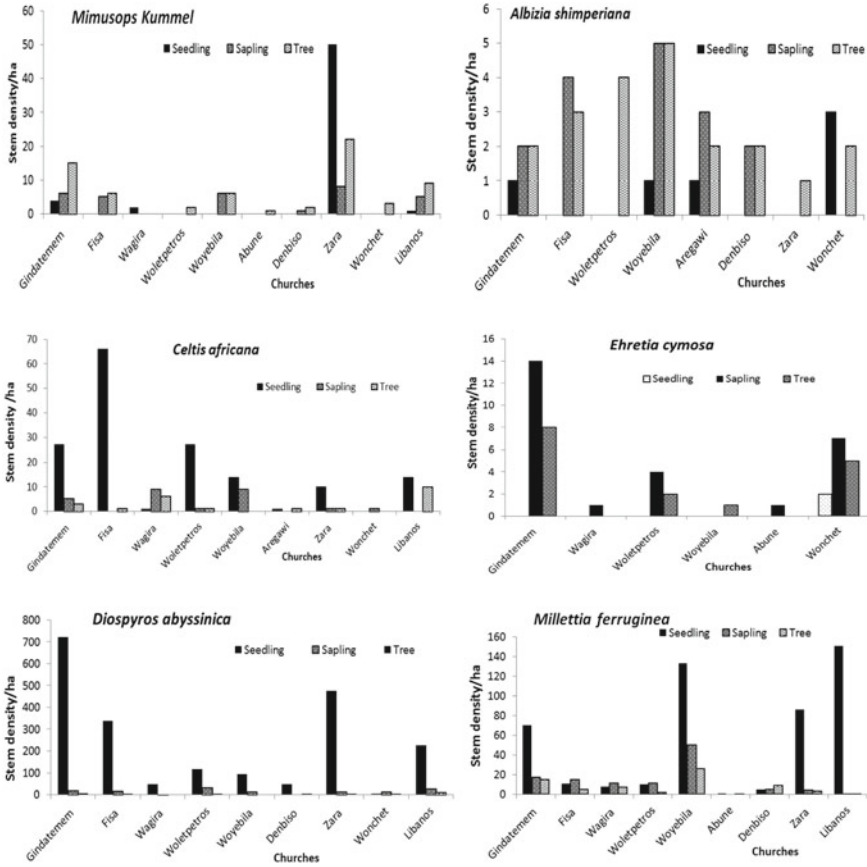 Mimusops Kummel
Seedling Sapling Tree
Stem density/ha
60
50
40
30
20
10
0
Gindatemem Fisa Wagira Woletpetros Woyebila Abune Denbiso Zara Wonchet Libanos
Churches
Albizia shimperiana
Seedling Sapling Tree
Stem density/ha
6
5
4
3
2
1
0
Gindatemem Fisa Woletpetros Woyebila Aregawi Denbiso Zara Wonchet
Churches
Celtis africana
Seedling Sapling Tree
Stem density /ha
70
60
50
40
30
20
10
0
Gindatemem Fisa Wagira Woletpetros Woyebila Aregawi Zara Wonchet Libanos
Churches
Ehretia cymosa
Seedling Sapling Tree
Stem density/ha
16
14
12
10
8
6
4
2
0
Gindatemem Wagira Woletpetros Woyebila Abune Wonchet
Churches
Diospyros abyssinica
Seedling Sapling Tree
Stem density/ha
800
700
600
500
400
300
200
100
0
Gindatemem Fisa Wagira Woletpetros Woyebila Denbiso Zara Wonchet Libanos
Churches
Millettia ferruginea
Seedling Sapling Tree
Stem density/ha
160
140
120
100
80
60
40
20
0
Gindatemem Fisa Wagira Woletpetros Woyebila Abune Denbiso Zara Libanos
Churches